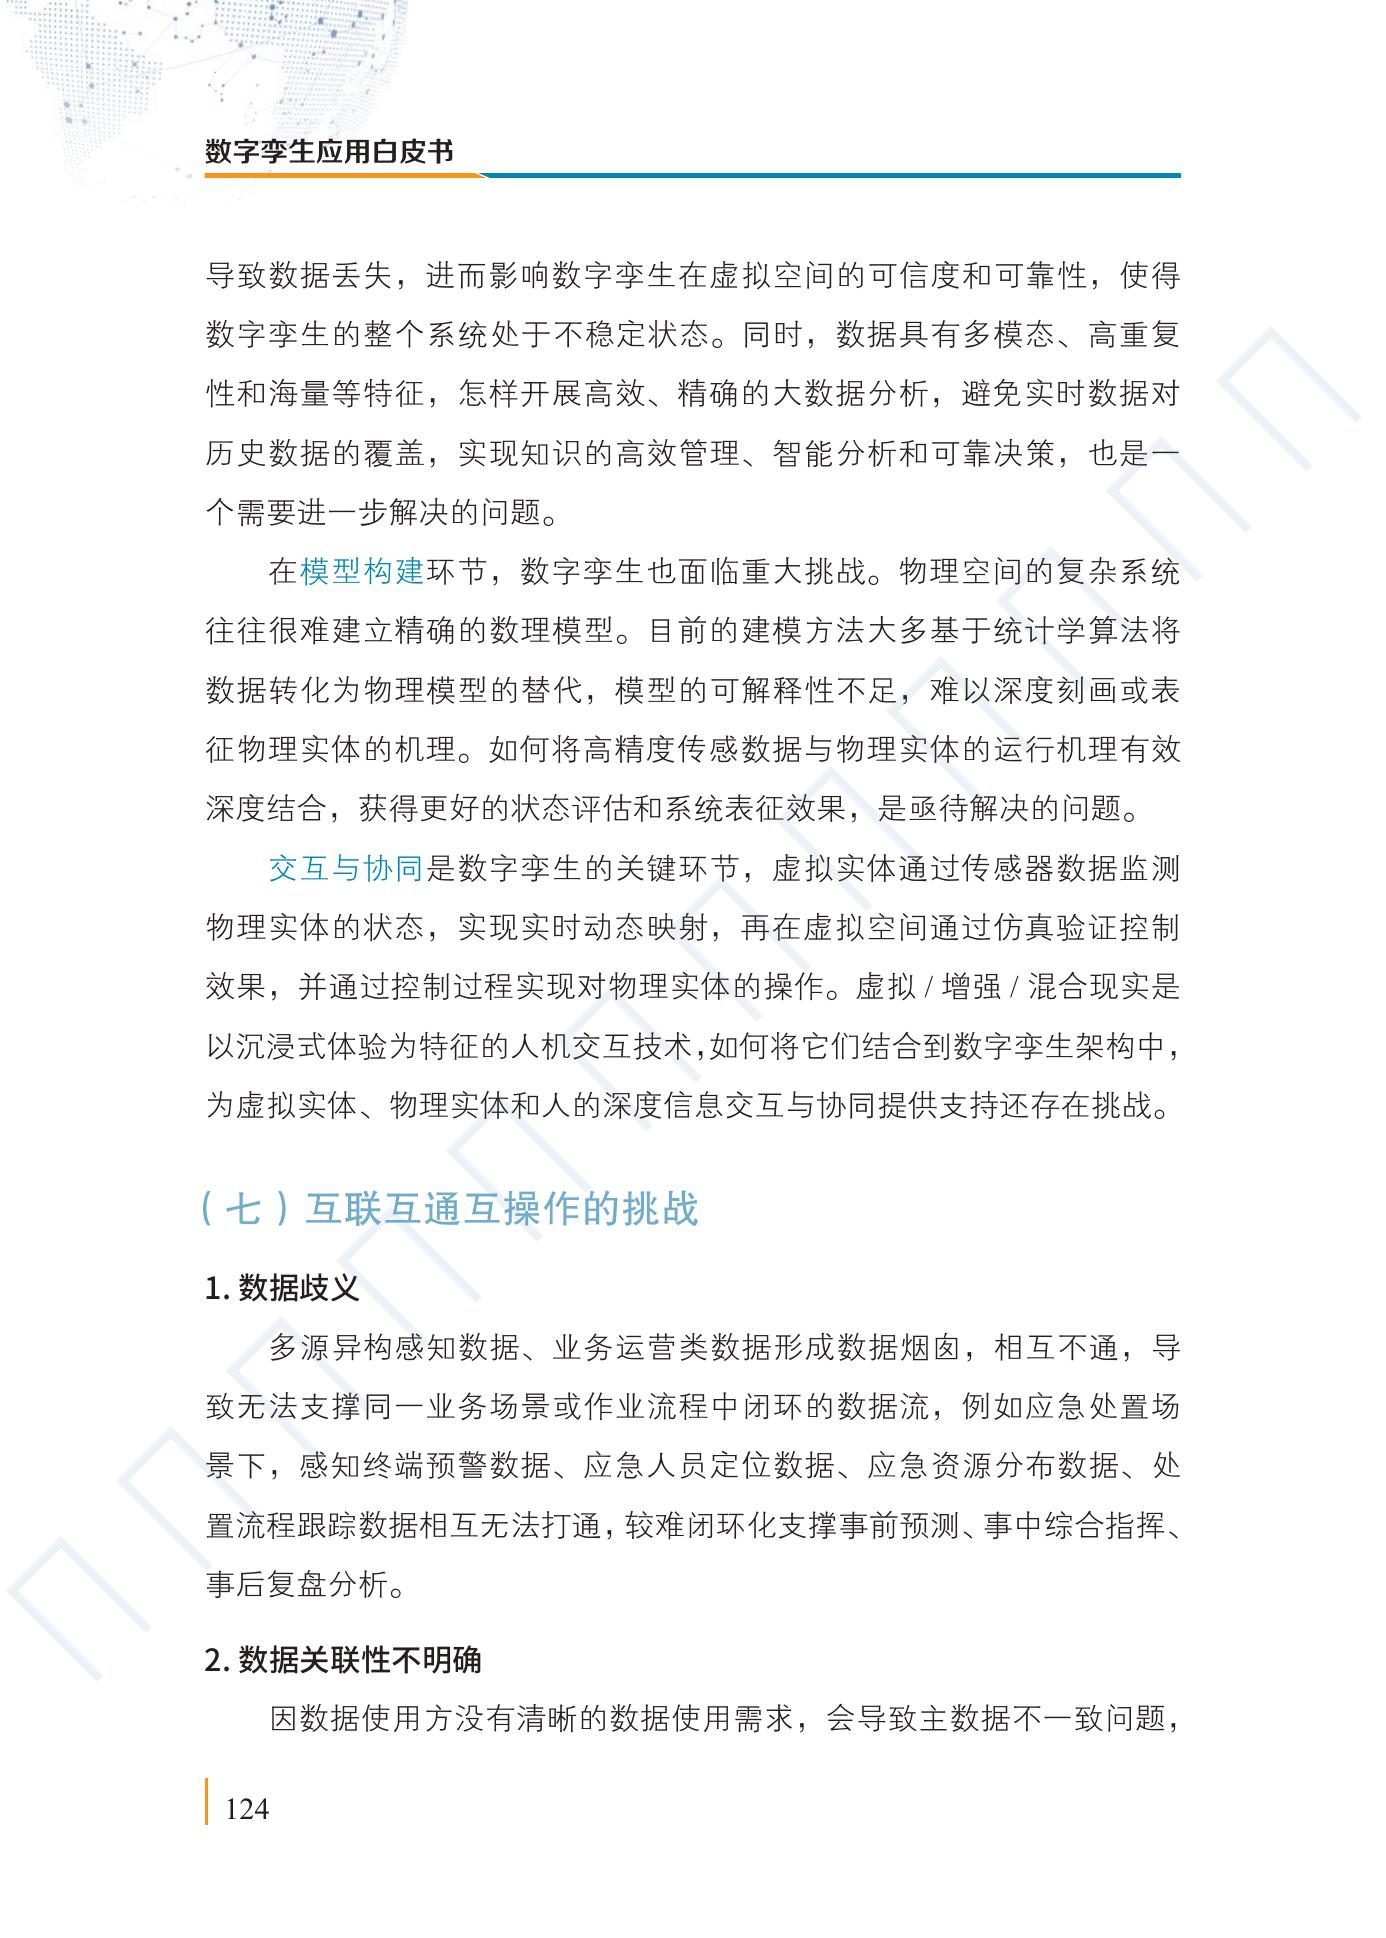 数字孪生应用白皮书
导致数据丢失，进而影响数字孪生在虚拟空间的可信度和可靠性，使得
数字孪生的整个系统处于不稳定状态。同时，数据具有多模态、高重复
性和海量等特征，怎样开展高效、精确的大数据分析，避免实时数据对
历史数据的覆盖，实现知识的高效管理、智能分析和可靠决策，也是一
个需要进一步解决的问题。
在模型构建环节，数字孪生也面临重大挑战。物理空间的复杂系统
往往很难建立精确的数理模型。目前的建模方法大多基于统计学算法将
数据转化为物理模型的替代，模型的可解释性不足，难以深度刻画或表
征物理实体的机理。如何将高精度传感数据与物理实体的运行机理有效
深度结合，获得更好的状态评估和系统表征效果，是亟待解决的问题。
交互与协同是数字孪生的关键环节，虚拟实体通过传感器数据监测
物理实体的状态，实现实时动态映射，再在虚拟空间通过仿真验证控制
效果，并通过控制过程实现对物理实体的操作。虚拟 / 增强 / 混合现实是
以沉浸式体验为特征的人机交互技术，如何将它们结合到数字孪生架构中，
为虚拟实体、物理实体和人的深度信息交互与协同提供支持还存在挑战。
（七）互联互通互操作的挑战
1. 数据歧义
多源异构感知数据、业务运营类数据形成数据烟囱，相互不通，导
致无法支撑同一业务场景或作业流程中闭环的数据流，例如应急处置场
景下，感知终端预警数据、应急人员定位数据、应急资源分布数据、处
置流程跟踪数据相互无法打通，较难闭环化支撑事前预测、事中综合指挥、
事后复盘分析。
2. 数据关联性不明确
因数据使用方没有清晰的数据使用需求，会导致主数据不一致问题，
124